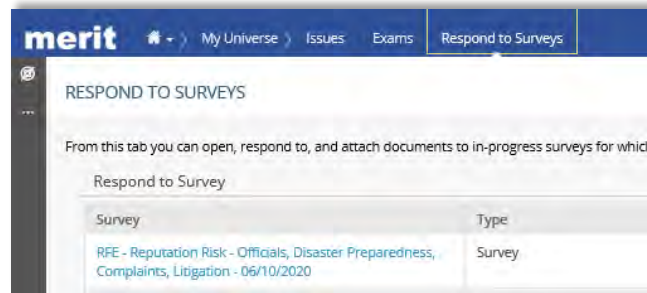 merit My Universe Issues Exams Respond to Surveys
RESPOND TO SURVEYS
From this tab you can open, respond to, and attach documents to in-progress surveys for whic
Respond to Survey
Survey Type
RFE - Reputation Risk - Officials, Disaster Preparedness, Survey
Complaints, Litigation - 06/10/2020